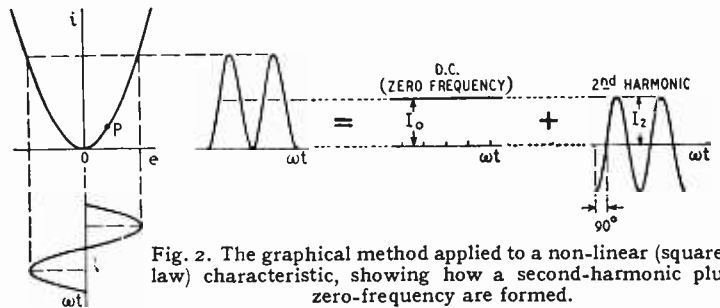 i
D.C.
(ZERO FREQUENCY)
2nd HARMONIC
P
I₀
I₂
=
+
0
e
ωt
ωt
ωt
90°
ωt
Fig. 2. The graphical method applied to a non-linear (square
law) characteristic, showing how a second-harmonic plu
zero-frequency are formed.